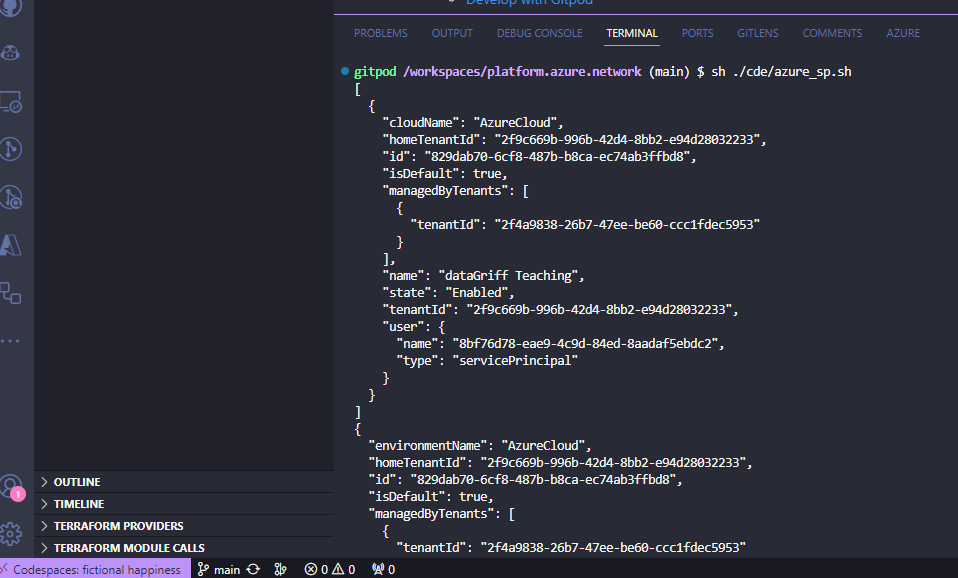 Develop with Gitpod
PROBLEMS OUTPUT DEBUG CONSOLE TERMINAL PORTS GITLENS COMMENTS AZURE
gitpod /workspaces/platform.azure.network (main) $ sh ./cde/azure_sp.sh
[
{
"cloudName": "AzureCloud",
"homeTenantId": "2f9c669b-996b-42d4-8bb2-e94d28032233",
"id": "829dab70-6cf8-487b-b8ca-ec74ab3ffbd8",
"isDefault": true,
"managedByTenants": [
{
"tenantId": "2f4a9838-26b7-47ee-be60-ccc1fdec5953"
}
],
"name": "dataGriff Teaching",
"state": "Enabled",
"tenantId": "2f9c669b-996b-42d4-8bb2-e94d28032233",
"user": {
"name": "8bf76d78-eae9-4c9d-84ed-8aadaf5ebdc2",
"type": "servicePrincipal"
}
}
]
{
"environmentName": "AzureCloud",
"homeTenantId": "2f9c669b-996b-42d4-8bb2-e94d28032233",
"id": "829dab70-6cf8-487b-b8ca-ec74ab3ffbd8",
"isDefault": true,
"managedByTenants": [
{
"tenantId": "2f4a9838-26b7-47ee-be60-ccc1fdec5953"
OUTLINE
1
TIMELINE
TERRAFORM PROVIDERS
TERRAFORM MODULE CALLS
Codespaces: fictional happiness main 0 0 0